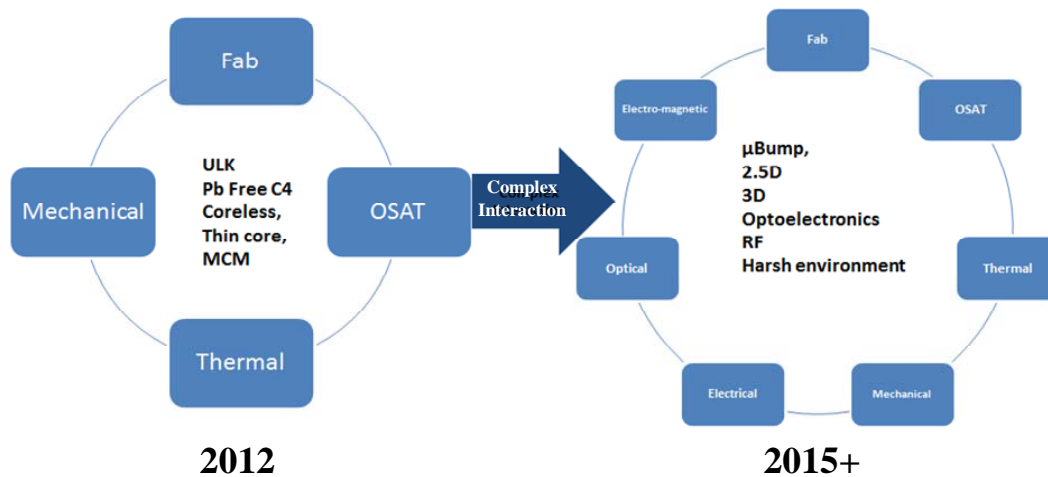 Fab
Mechanical
ULK
Pb Free C4
Coreless,
Thin core,
MCM
OSAT
Thermal
2012
Complex
Interaction
Fab
Electro-magnetic
OSAT
µBump,
2.5D
3D
Optoelectronics
RF
Harsh environment
Optical
Thermal
Electrical
Mechanical
2015+